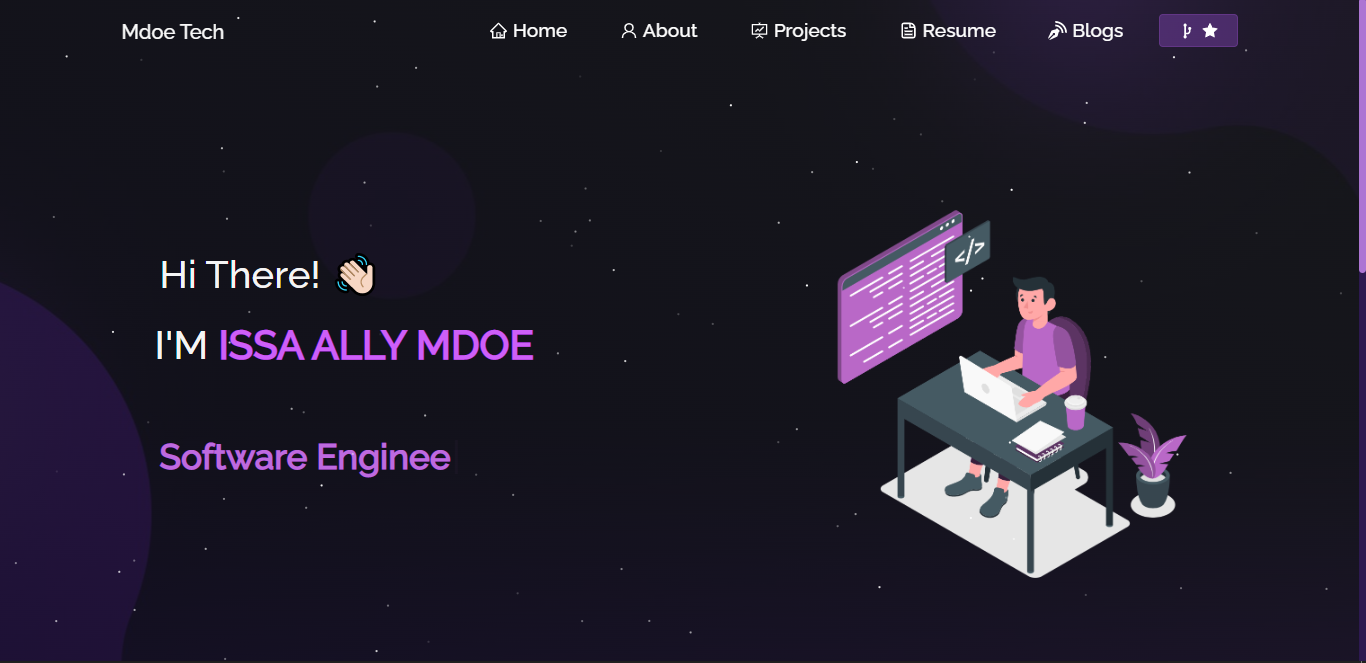 Mdoe Tech
Home About Projects Resume Blogs
Hi There!
I'M ISSA ALLY MDOE
Software Enginee